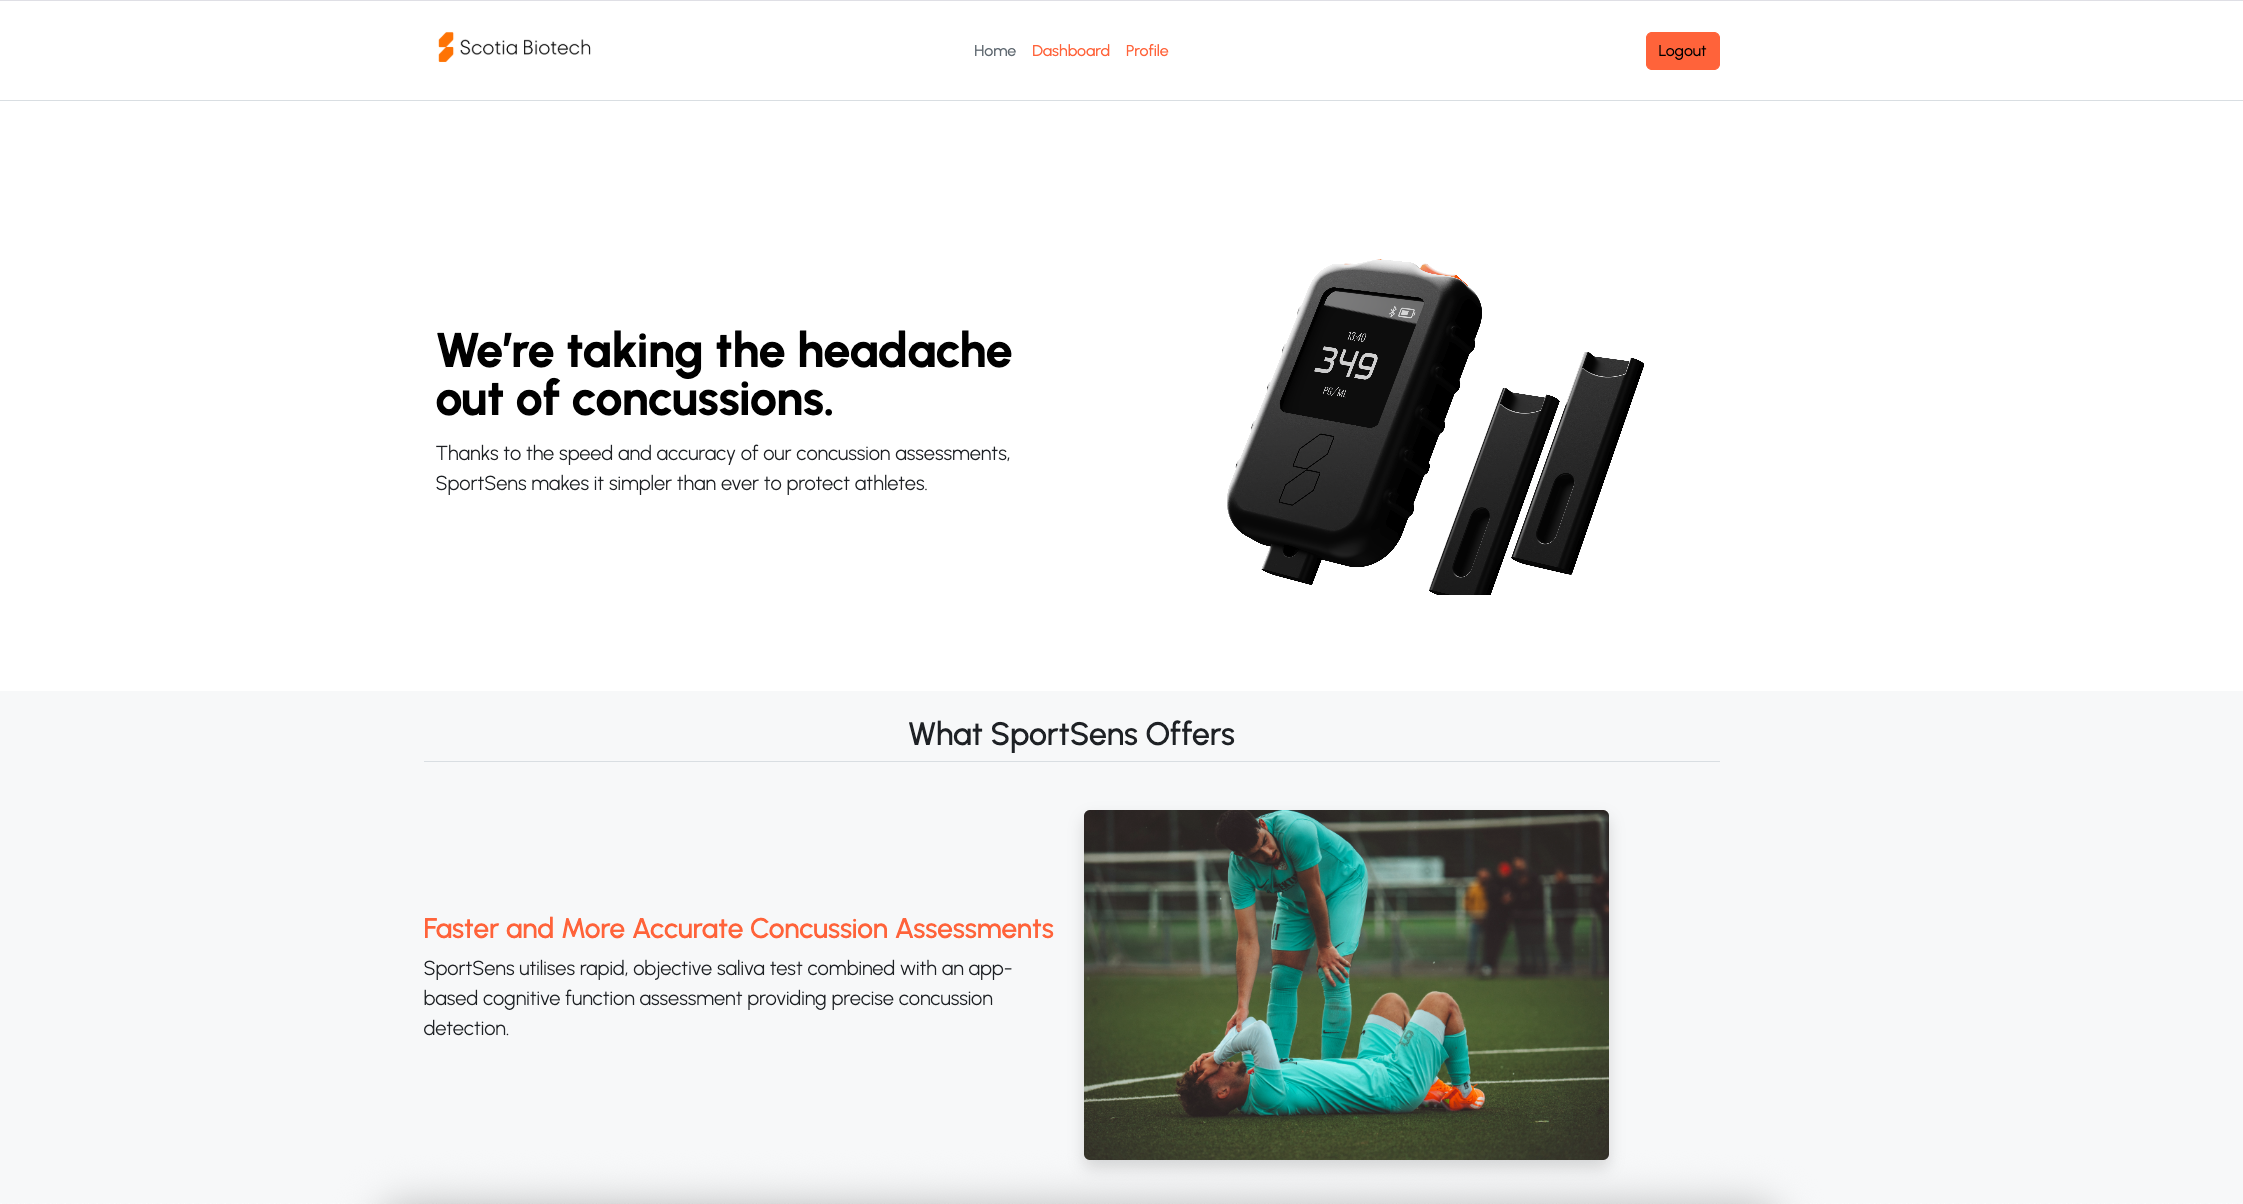 Scotia Biotech
Home Dashboard Profile
Logout
We're taking the headache
out of concussions.
Thanks to the speed and accuracy of our concussion assessments,
SportSens makes it simpler than ever to protect athletes.
13:40
349
PG/ML
What SportSens Offers
Faster and More Accurate Concussion Assessments
SportSens utilises rapid, objective saliva test combined with an app-
based cognitive function assessment providing precise concussion
detection.
11